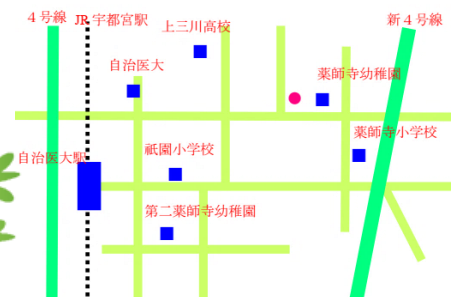 4号線
JR 宇都宮駅
上三川高校
新4号線
自治医大
薬師寺幼稚園
薬師寺小学校
自治医大駅
祇園小学校
第二薬師寺幼稚園